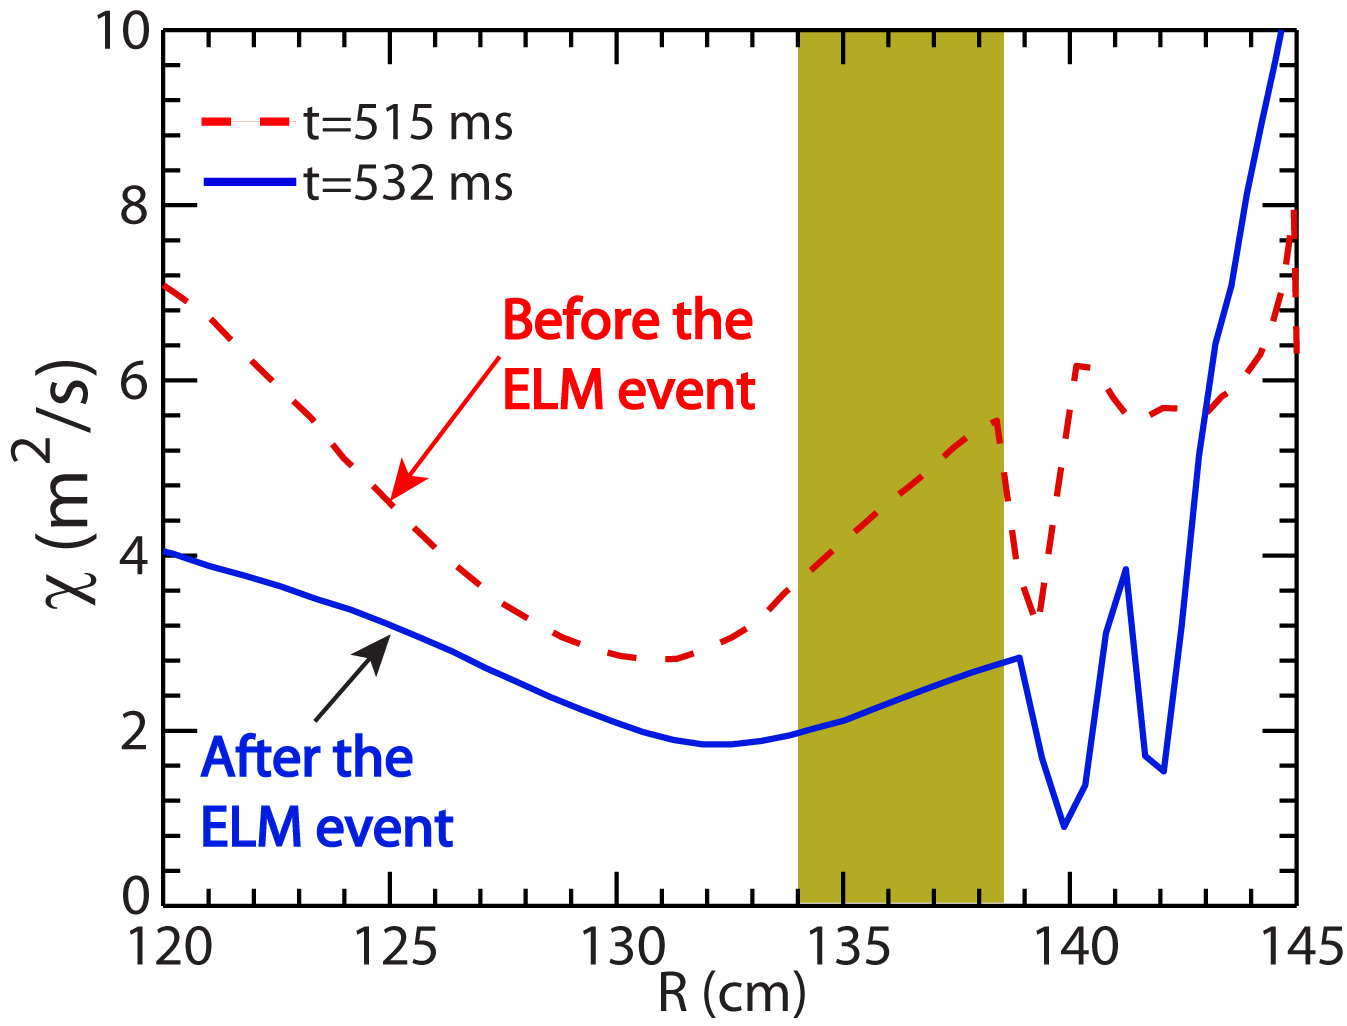 10
8
6
4
2
0
χ (m²/s)
t=515 ms
t=532 ms
Before the
ELM event
After the
ELM event
120 125 130 135 140 145
R (cm)